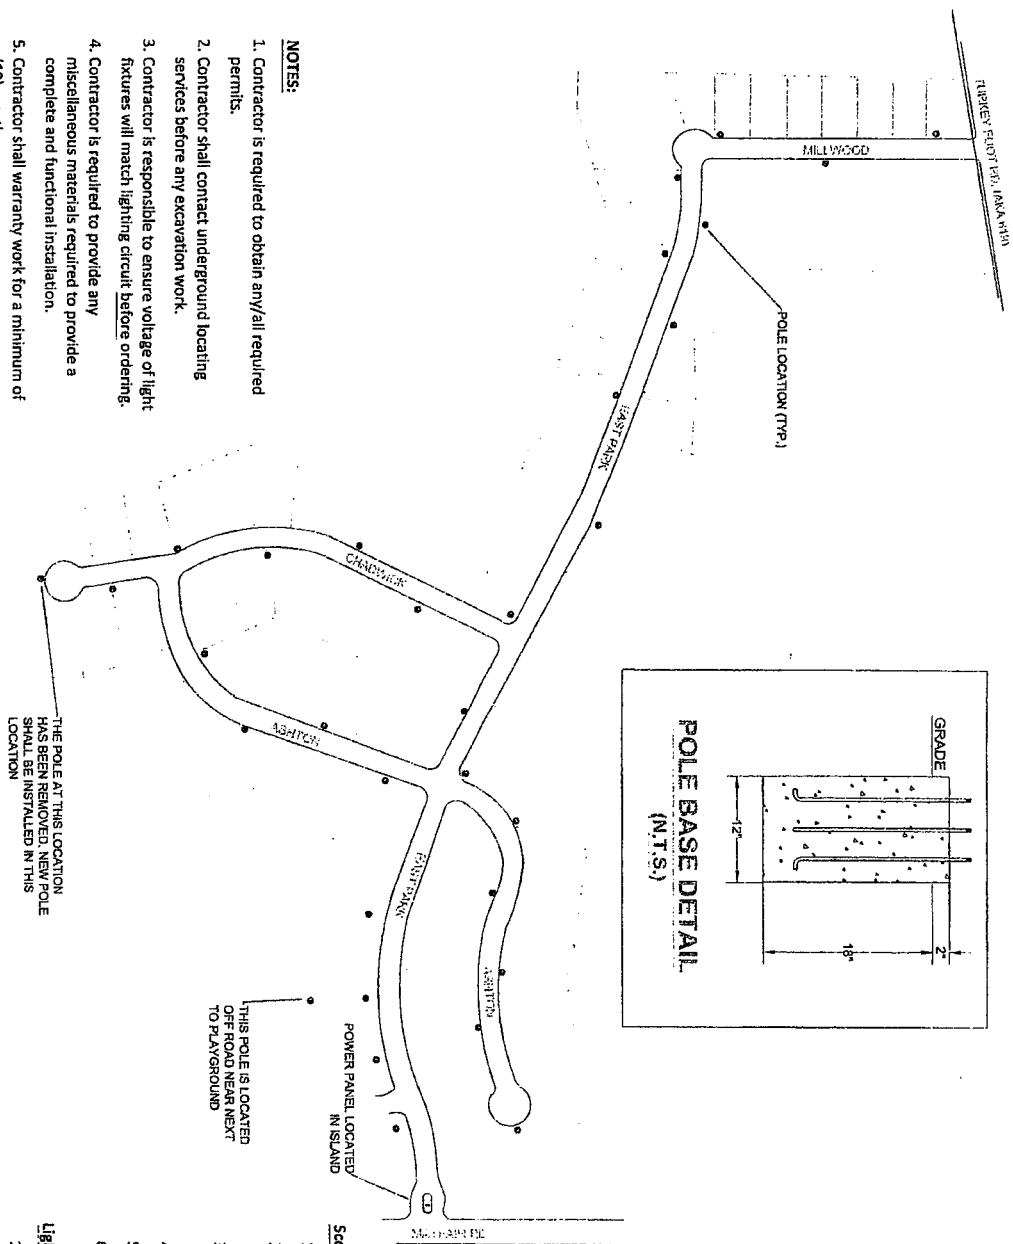 NOTES:
1. Contractor is required to obtain any/all required
permits.
2. Contractor shall contact underground locating
services before any excavation work.
3. Contractor is responsible to ensure voltage of light
fixtures will match lighting circuit before ordering.
4. Contractor is required to provide any
miscellaneous materials required to provide a
complete and functional installation.
5. Contractor shall warranty work for a minimum of
MILLWOOD
POLE LOCATION (TYP.)
EAST PARK
CHADWICK
ASHTON
THE POLE AT THIS LOCATION
HAS BEEN REMOVED. NEW POLE
SHALL BE INSTALLED IN THIS
LOCATION
GRADE
12"
18"
2"
POLE BASE DETAIL
(N.T.S.)
EAST PARK
ASHTON
THIS POLE IS LOCATED
OFF ROAD NEAR NEXT
TO PLAYGROUND
POWER PANEL LOCATED
IN ISLAND